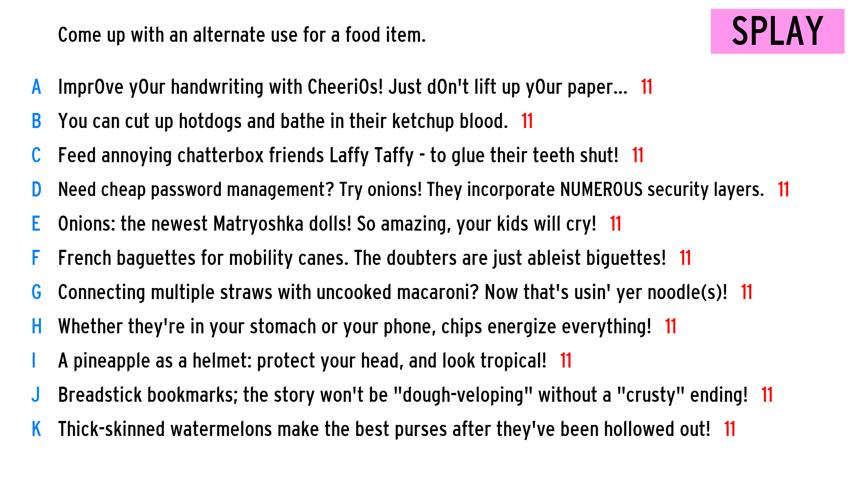 Come up with an alternate use for a food item.
SPLAY
A Impr0ve y0ur handwriting with Cheeri0s! Just d0n't lift up y0ur paper... 11
B You can cut up hotdogs and bathe in their ketchup blood. 11
C Feed annoying chatterbox friends Laffy Taffy - to glue their teeth shut! 11
D Need cheap password management? Try onions! They incorporate NUMEROUS security layers. 11
E Onions: the newest Matryoshka dolls! So amazing, your kids will cry! 11
F French baguettes for mobility canes. The doubters are just ableist biguettes! 11
G Connecting multiple straws with uncooked macaroni? Now that's usin' yer noodle(s)! 11
H Whether they're in your stomach or your phone, chips energize everything! 11
I A pineapple as a helmet: protect your head, and look tropical! 11
J Breadstick bookmarks; the story won't be "dough-veloping" without a "crusty" ending! 11
K Thick-skinned watermelons make the best purses after they've been hollowed out! 11